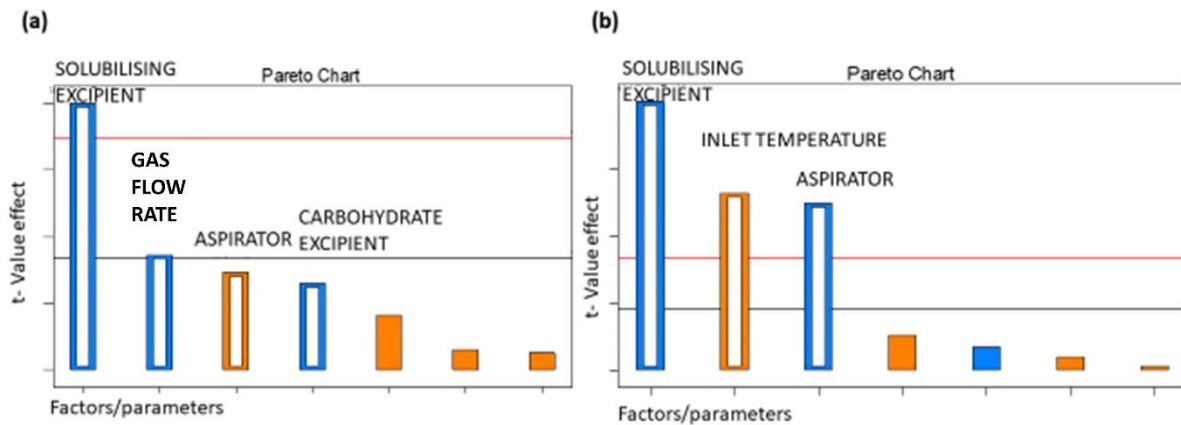 (a)
SOLUBILISING
EXCIPIENT
Pareto Chart
GAS
FLOW
RATE
ASPIRATOR
CARBOHYDRATE
EXCIPIENT
t- Value effect
Factors/parameters
(b)
SOLUBILISING
EXCIPIENT
Pareto Chart
INLET TEMPERATURE
ASPIRATOR
t- Value effect
Factors/parameters